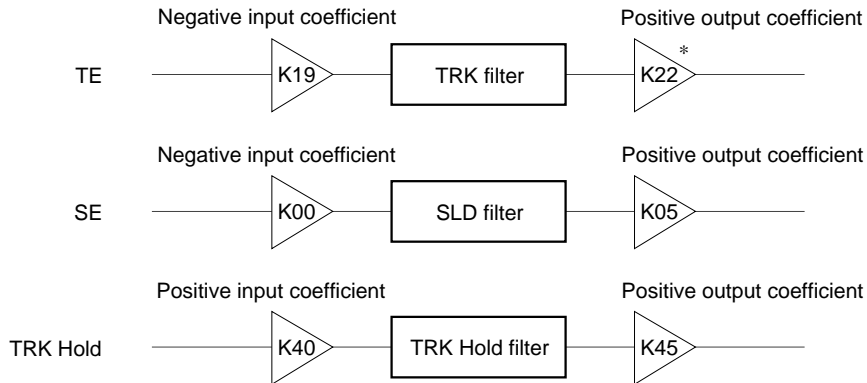 Negative input coefficient Positive output coefficient
TE K19 TRK filter K22 *
Negative input coefficient Positive output coefficient
SE K00 SLD filter K05
Positive input coefficient Positive output coefficient
TRK Hold K40 TRK Hold filter K45